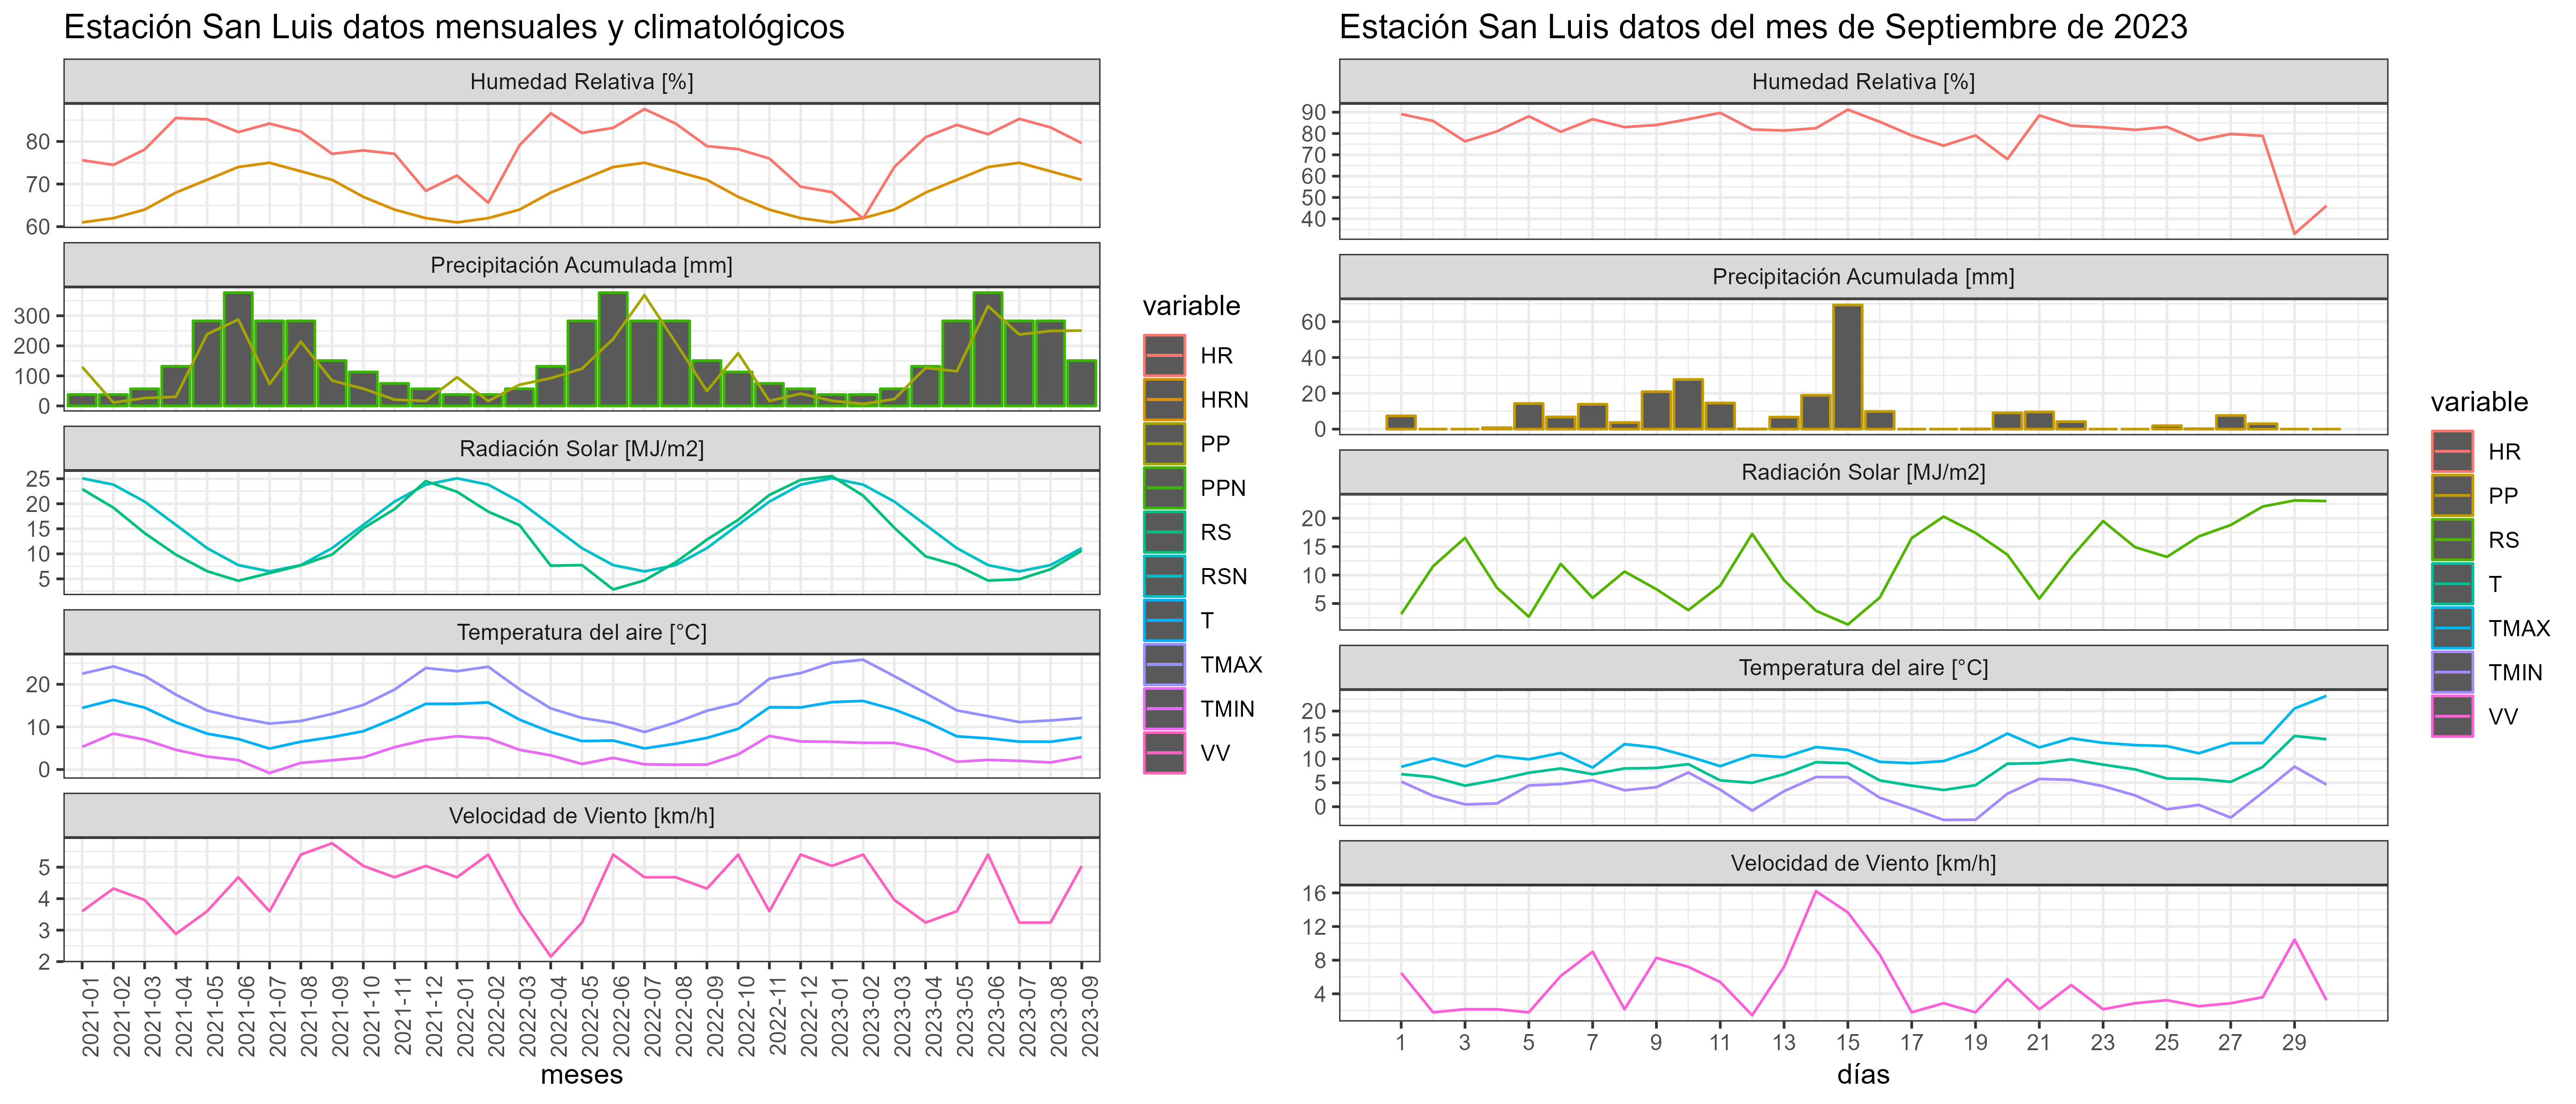 Estación San Luis datos mensuales y climatológicos
Humedad Relativa [%]
80
70
60
Precipitación Acumulada [mm]
300
200
100
0
Radiación Solar [MJ/m2]
25
20
15
10
5
Temperatura del aire [°C]
20
10
0
Velocidad de Viento [km/h]
5
4
3
2
2021-01
2021-02
2021-03
2021-04
2021-05
2021-06
2021-07
2021-08
2021-09
2021-10
2021-11
2021-12
2022-01
2022-02
2022-03
2022-04
2022-05
2022-06
2022-07
2022-08
2022-09
2022-10
2022-11
2022-12
2023-01
2023-02
2023-03
2023-04
2023-05
2023-06
2023-07
2023-08
2023-09
meses
variable
HR
HRN
PP
PPN
RS
RSN
T
TMAX
TMIN
VV
Estación San Luis datos del mes de Septiembre de 2023
Humedad Relativa [%]
90
80
70
60
50
40
Precipitación Acumulada [mm]
60
40
20
0
Radiación Solar [MJ/m2]
20
15
10
5
Temperatura del aire [°C]
20
15
10
5
0
Velocidad de Viento [km/h]
16
12
8
4
1 3 5 7 9 11 13 15 17 19 21 23 25 27 29
días
variable
HR
PP
RS
T
TMAX
TMIN
VV